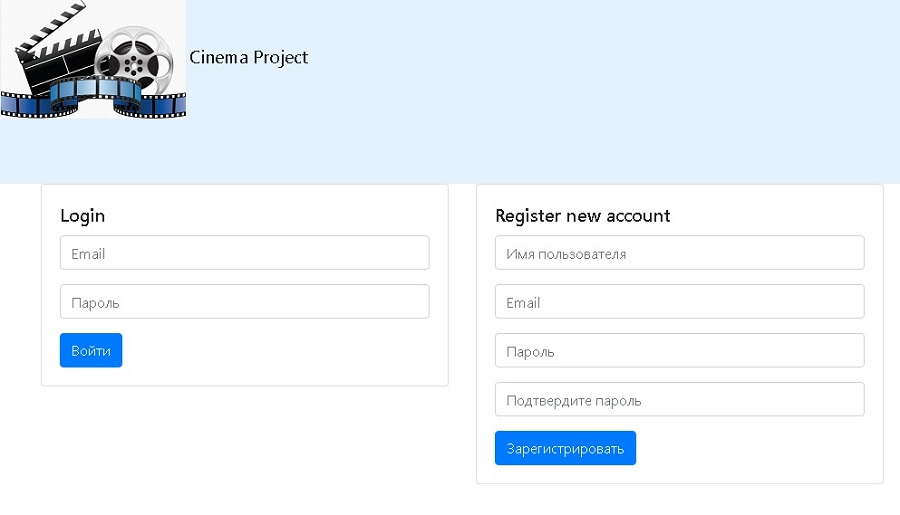 Cinema Project
Login
Email
Пароль
Войти
Register new account
Имя пользователя
Email
Пароль
Подтвердите пароль
Зарегистрировать